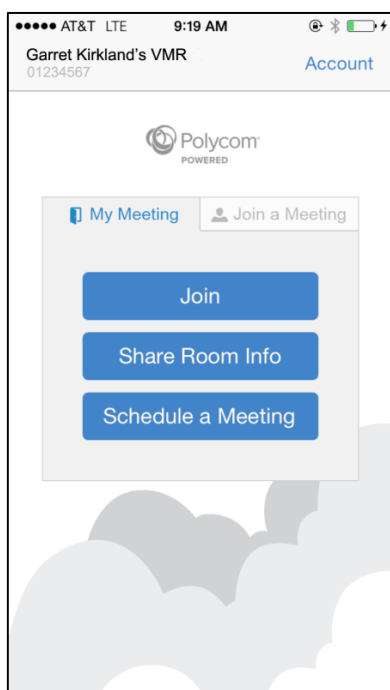 AT&T LTE 9:19 AM
Garret Kirkland's VMR
01234567
Account
Polycom
POWERED
My Meeting Join a Meeting
Join
Share Room Info
Schedule a Meeting